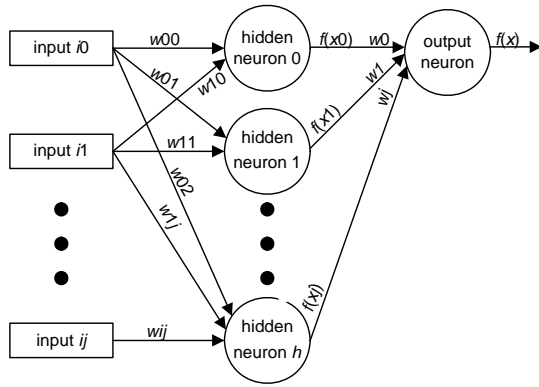 input i0
w00
hidden
neuron 0
f(x0)
w0
output
neuron
f(x)
w01
w10
w1
wj
input i1
w11
hidden
neuron 1
f(x1)
w02
w1j
f(xj)
input ij
wij
hidden
neuron h